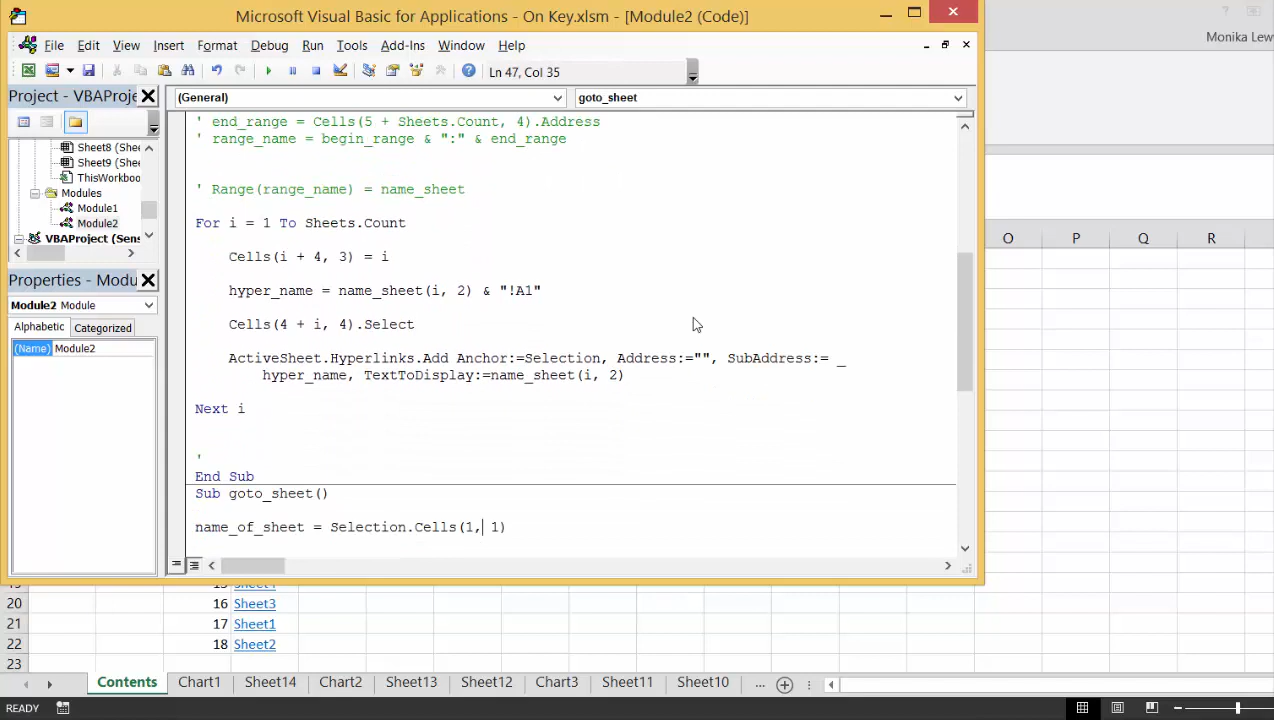 Microsoft Visual Basic for Applications - On Key.xlsm - [Module2 (Code)]
Monika Lew
File Edit View Insert Format Debug Run Tools Add-Ins Window Help
Ln 47, Col 35
Project - VBAProje
(General) goto_sheet
Sheet8 (Shee
Sheet9 (Shee
ThisWorkboo
Modules
Module1
Module2
VBAProject (Sens
Properties - Modu
Module2 Module
Alphabetic Categorized
(Name) Module2
' end_range = Cells(5 + Sheets.Count, 4).Address
' range_name = begin_range & ":" & end_range
' Range(range_name) = name_sheet
For i = 1 To Sheets.Count
Cells(i + 4, 3) = i
hyper_name = name_sheet(i, 2) & "!A1"
Cells(4 + i, 4).Select
ActiveSheet.Hyperlinks.Add Anchor:=Selection, Address:="", SubAddress:= _
hyper_name, TextToDisplay:=name_sheet(i, 2)
Next i
'
End Sub
Sub goto_sheet()
name_of_sheet = Selection.Cells(1, 1)
O P Q R
20 16 Sheet3
21 17 Sheet1
22 18 Sheet2
23
Contents Chart1 Sheet14 Chart2 Sheet13 Sheet12 Chart3 Sheet11 Sheet10 ...
READY